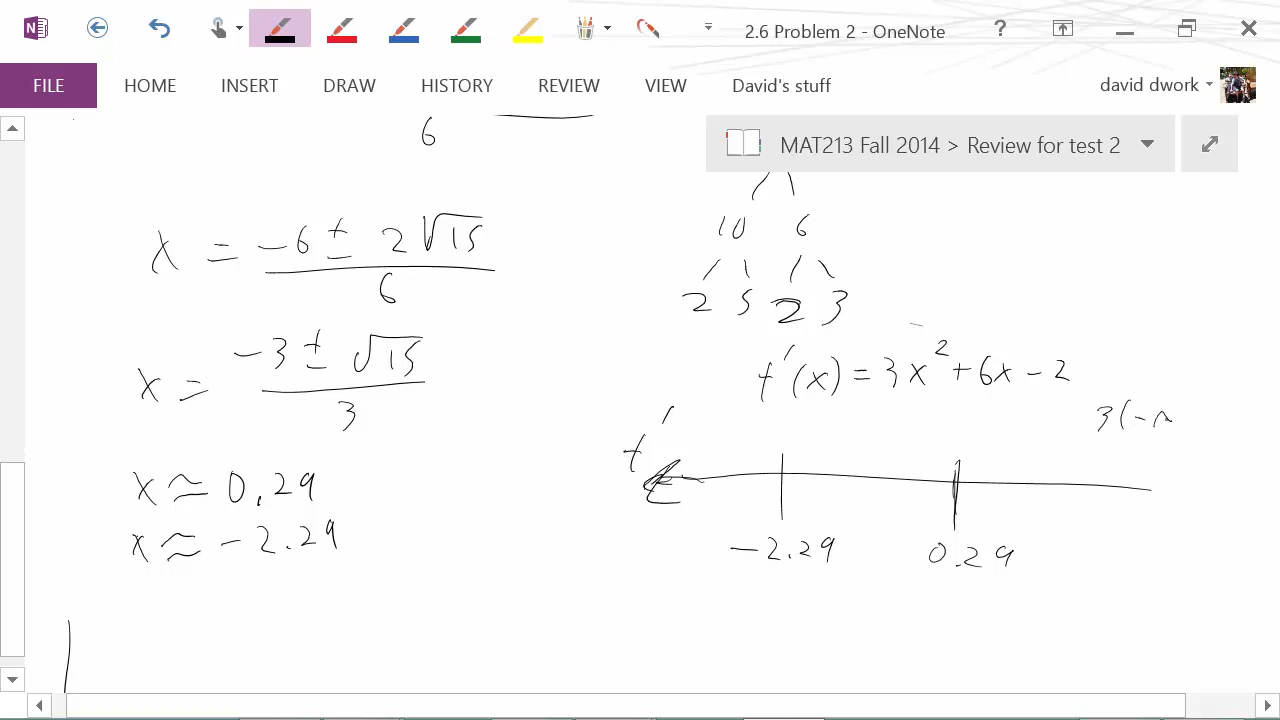 2.6 Problem 2 - OneNote
FILE HOME INSERT DRAW HISTORY REVIEW VIEW David's stuff david dwork
MAT213 Fall 2014 > Review for test 2
6
10 6
2 5 2 3
x = -6 ± 2√15
6
x = -3 ± √15
3
x ≈ 0.29
x ≈ -2.29
f'(x) = 3x² + 6x - 2
3(-
f'
-2.29 0.29